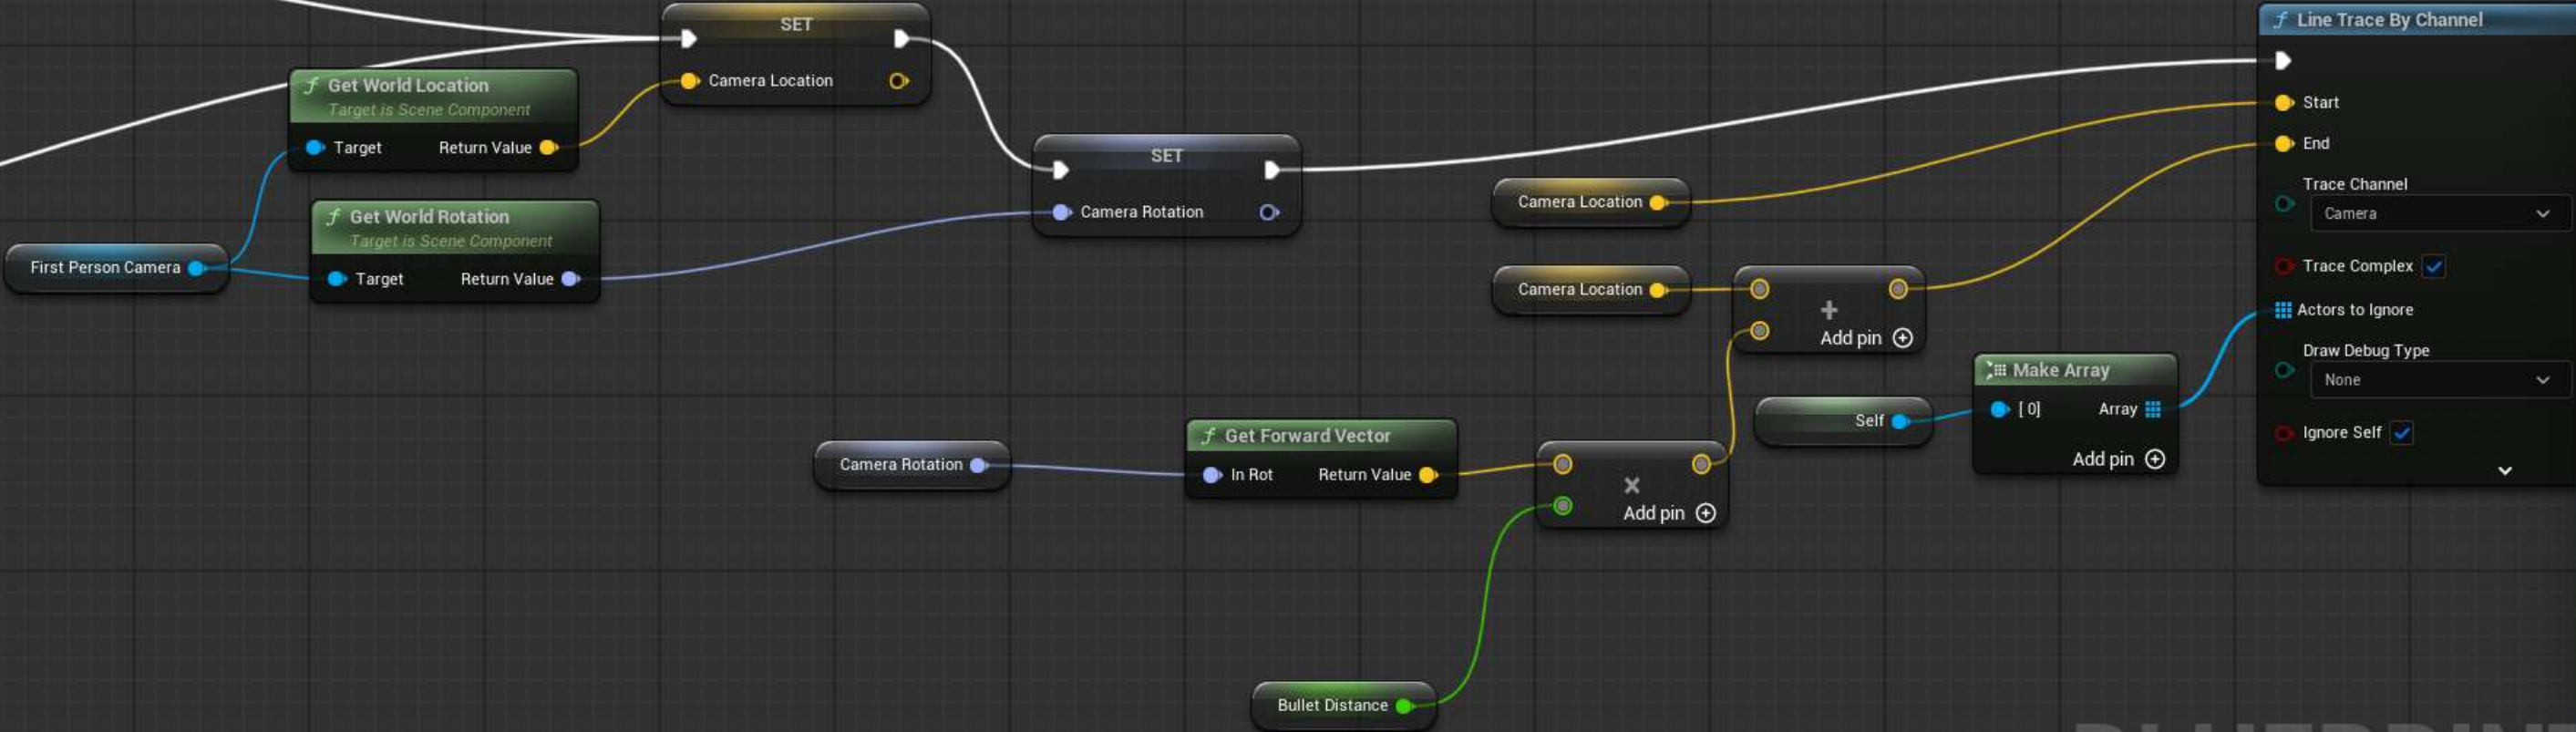 SET
Camera Location
Get World Location
Target is Scene Component
Target
Return Value
Get World Rotation
Target is Scene Component
Target
Return Value
First Person Camera
SET
Camera Rotation
Camera Location
Camera Location
+
Add pin
Camera Rotation
Get Forward Vector
In Rot
Return Value
×
Add pin
Bullet Distance
Self
Make Array
[0]
Array
Add pin
Line Trace By Channel
Start
End
Trace Channel
Camera
Trace Complex
Actors to Ignore
Draw Debug Type
None
Ignore Self